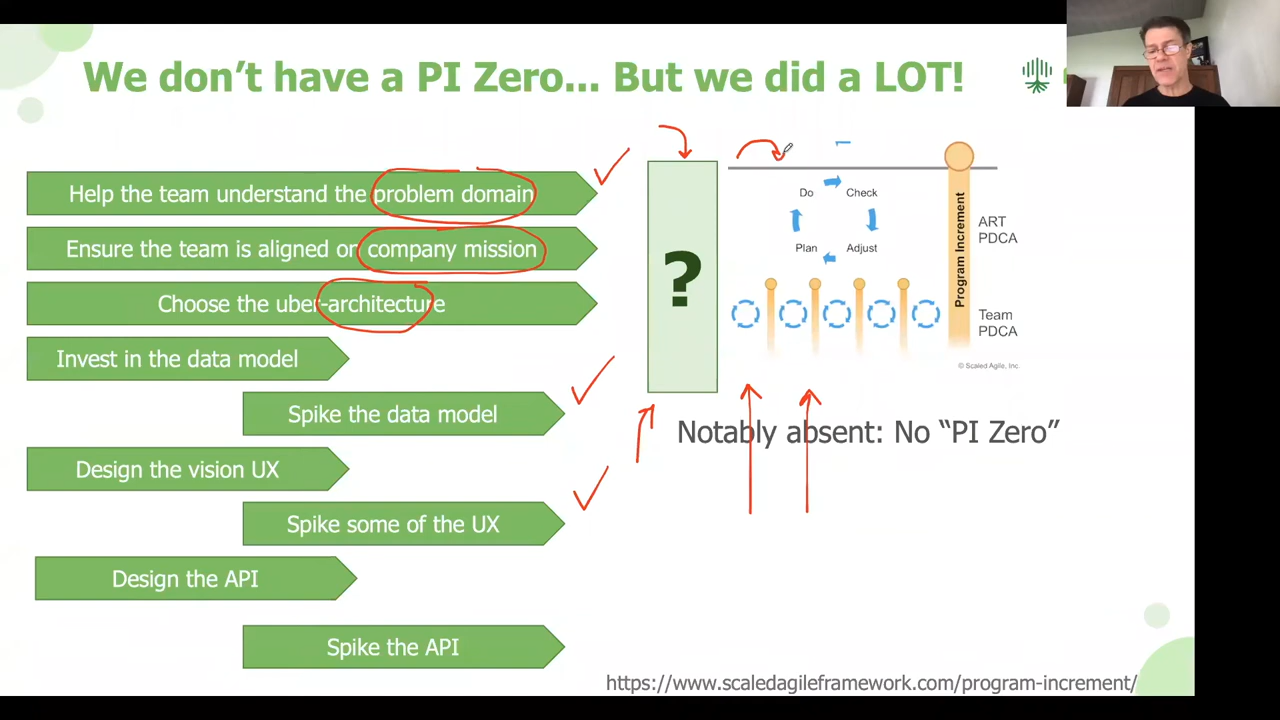 We don't have a PI Zero... But we did a LOT!
Help the team understand the problem domain
Ensure the team is aligned on company mission
Choose the uber-architecture
Invest in the data model
Spike the data model
Design the vision UX
Spike some of the UX
Design the API
Spike the API
?
Do
Check
Plan
Adjust
Program Increment
ART
PDCA
Team
PDCA
© Scaled Agile, Inc.
Notably absent: No “PI Zero”
https://www.scaledagileframework.com/program-increment/